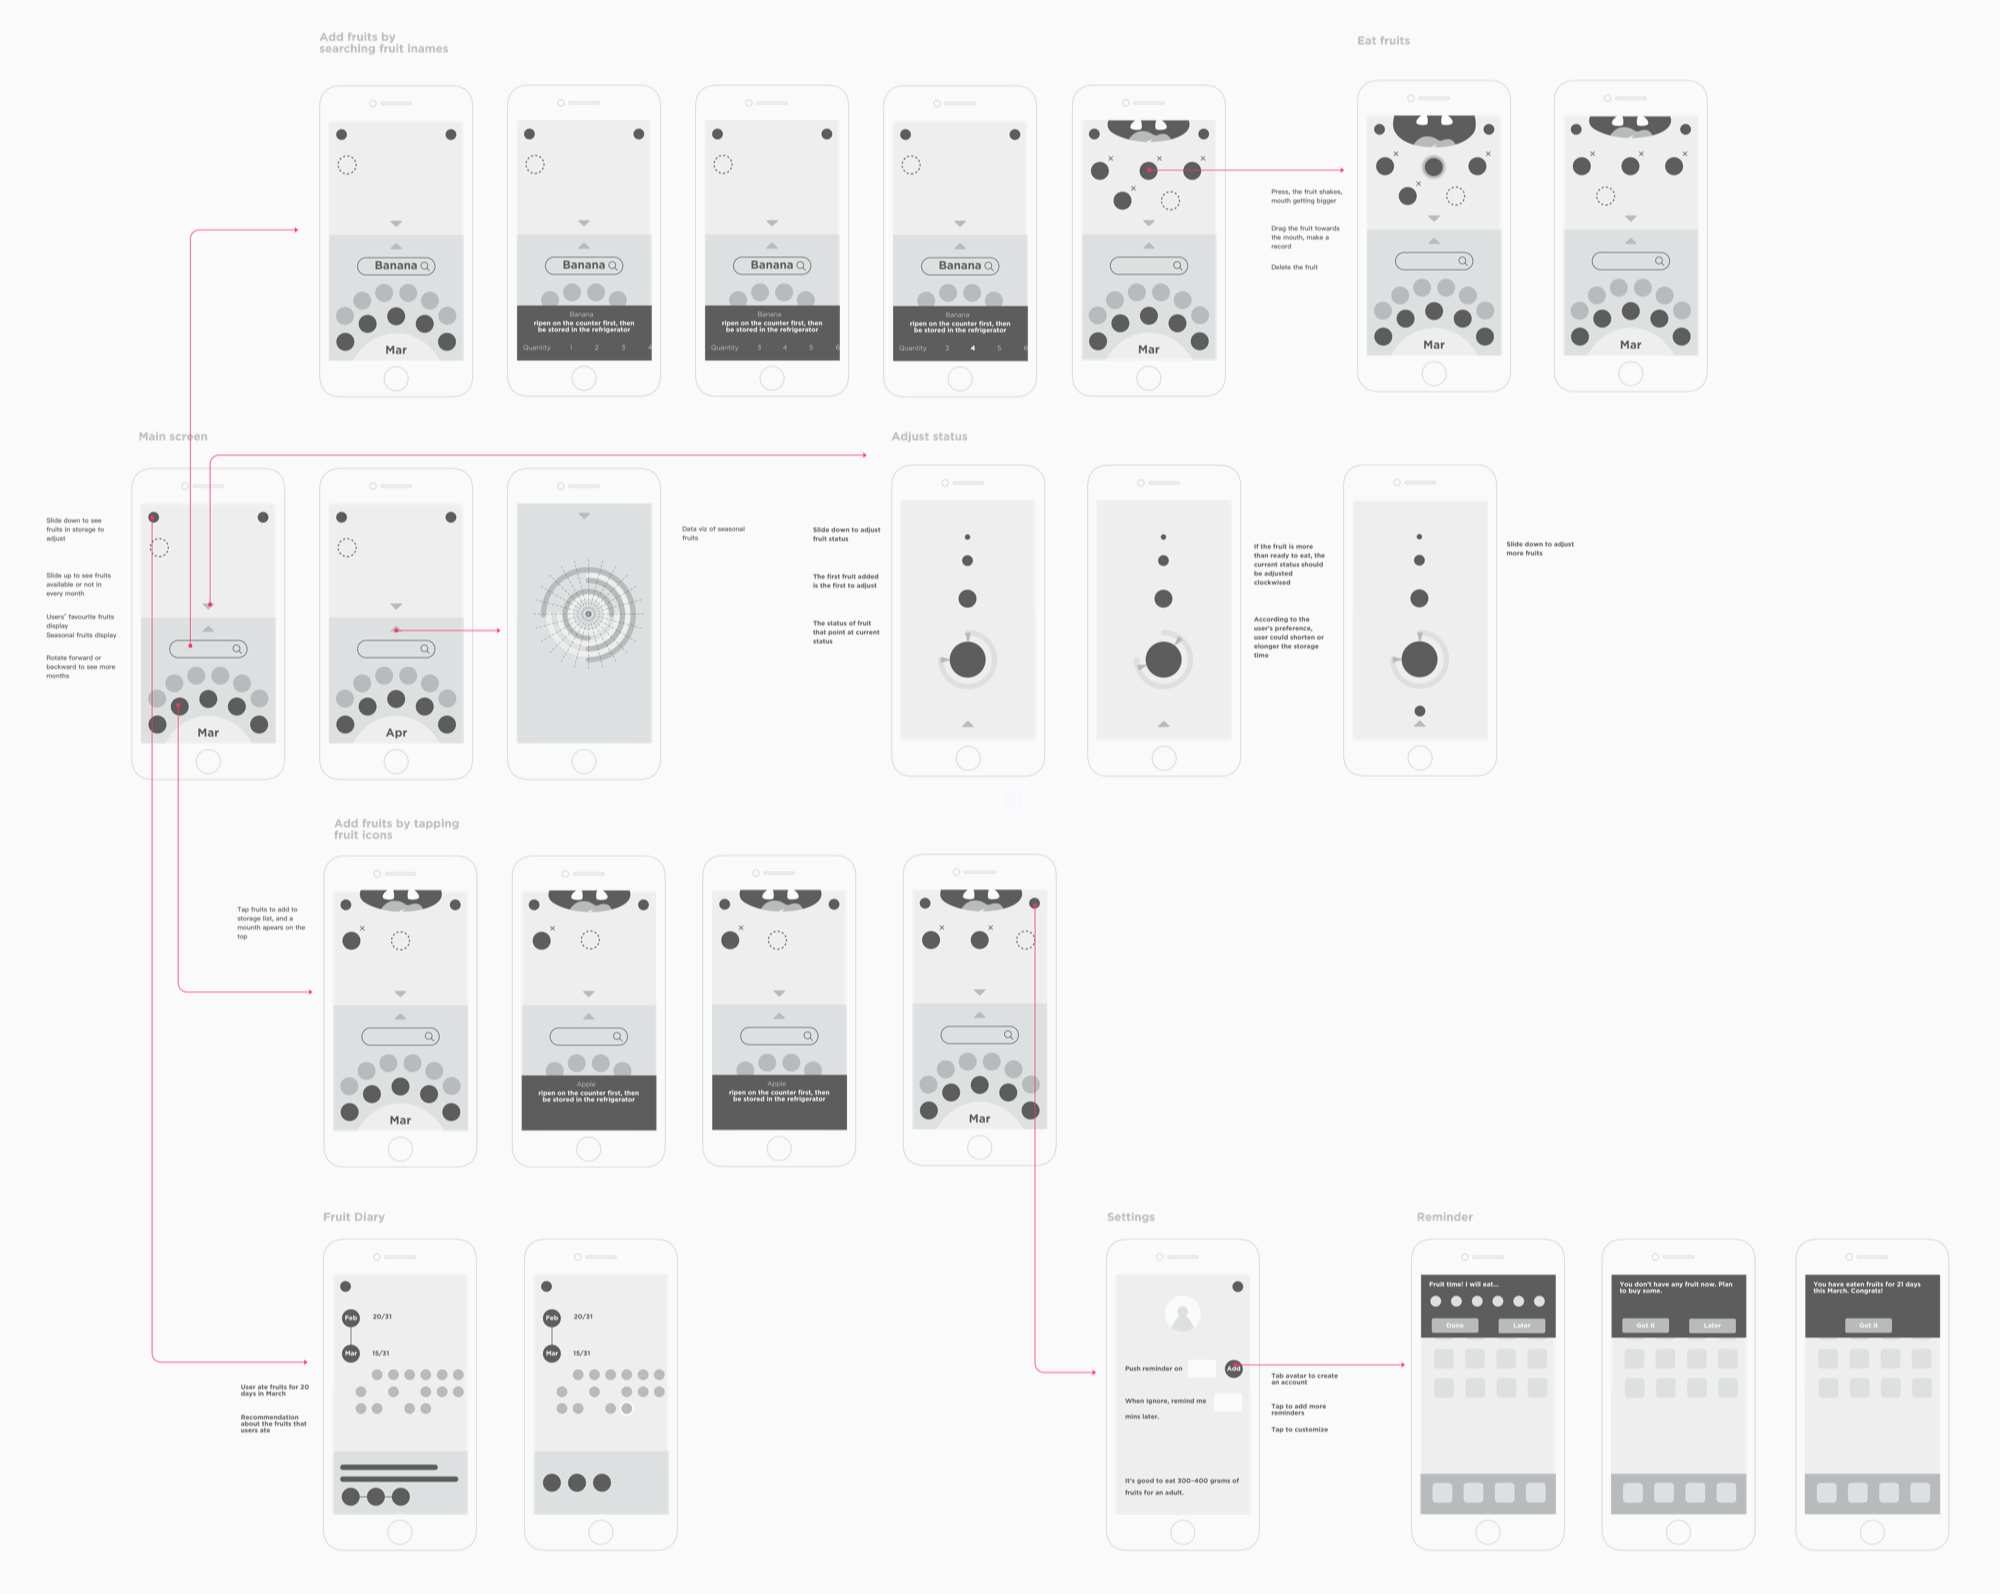 Add fruits by
searching fruit inames
Eat fruits
Banana
Banana
Banana
ripen on the counter first, then
be stored in the refrigerator
Quantity 1 2 3 4
Banana
Banana
ripen on the counter first, then
be stored in the refrigerator
Quantity 3 4 5 6
Banana
Banana
ripen on the counter first, then
be stored in the refrigerator
Quantity 3 4 5 6
Press, the fruit shakes,
mouth getting bigger
Drag the fruit towards
the mouth, make a
record
Delete the fruit
Mar
Mar
Mar
Mar
Main screen
Adjust status
Slide down to see
fruits in storage to
adjust
Slide up to see fruits
available or not in
every month
Users' favourite fruits
display
Seasonal fruits display
Rotate forward or
backward to see more
months
Mar
Apr
Data viz of seasonal
fruits
Slide down to adjust
fruit status
The first fruit added
is the first to adjust
The status of fruit
that point at current
status
If the fruit is more
than ready to eat, the
current status should
be adjusted
clockwised
According to the
user's preference,
user could shorten or
elonger the storage
time
Slide down to adjust
more fruits
Add fruits by tapping
fruit icons
Tap fruits to add to
storage list, and a
mounth apears on the
top
Mar
Apple
ripen on the counter first, then
be stored in the refrigerator
Apple
ripen on the counter first, then
be stored in the refrigerator
Mar
Fruit Diary
Settings
Reminder
Feb 20/31
Mar 15/31
User ate fruits for 20
days in March
Recommendation
about the fruits that
users ate
Feb 20/31
Mar 15/31
Push reminder on
Add
When ignore, remind me
mins later.
It's good to eat 300-400 grams of
fruits for an adult.
Tab avatar to create
an account
Tap to add more
reminders
Tap to customize
Fruit time! I will eat...
Done Later
You don't have any fruit now. Plan
to buy some.
Got it Later
You have eaten fruits for 21 days
this March. Congrats!
Got it